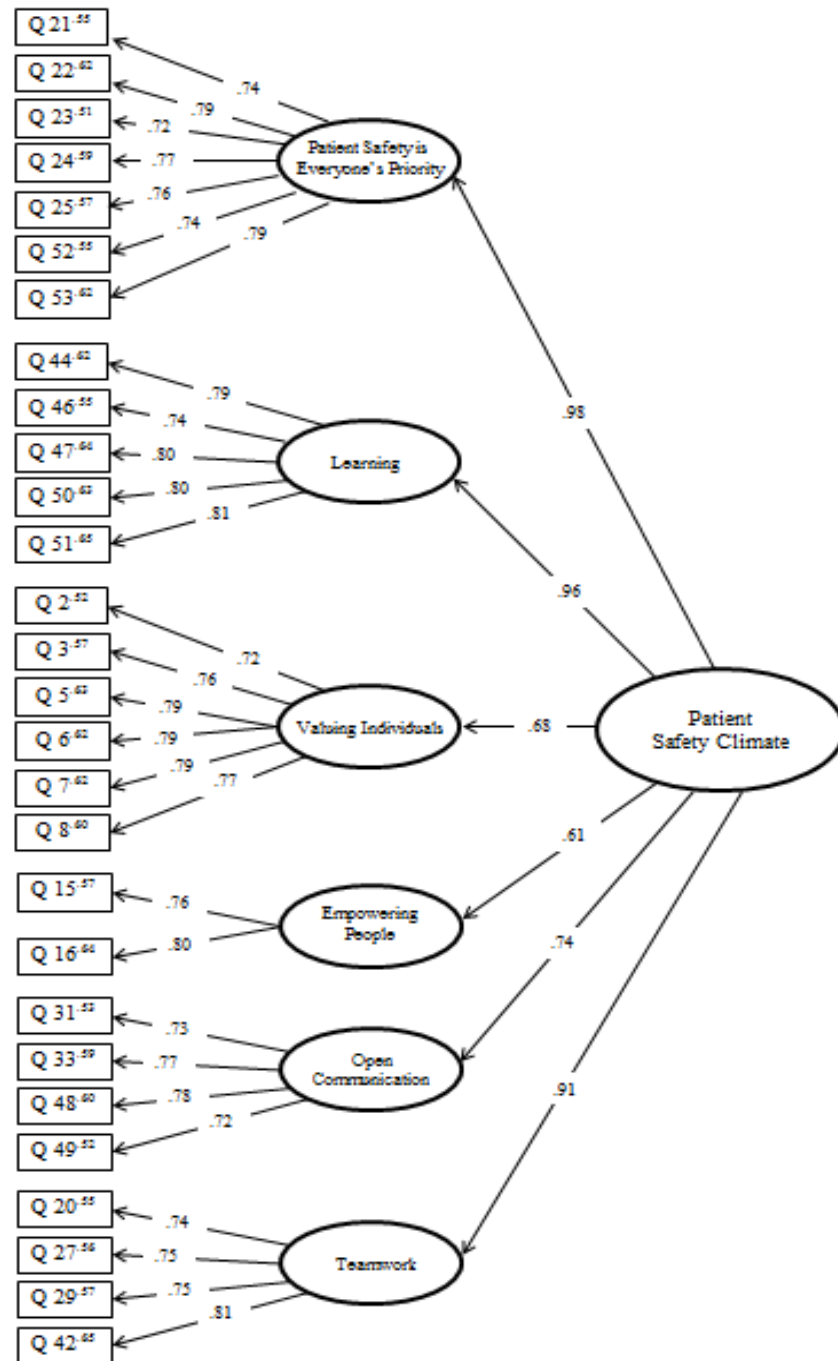 Q 21 .55
Q 22 .62
Q 23 .51
Q 24 .59
Q 25 .57
Q 52 .55
Q 53 .62
.74
.79
.72
.77
.76
.74
.79
Patient Safety is
Everyone's Priority
Q 44 .62
Q 46 .55
Q 47 .64
Q 50 .63
Q 51 .65
.79
.74
.80
.80
.81
Learning
Q 2 .52
Q 3 .57
Q 5 .63
Q 6 .62
Q 7 .62
Q 8 .60
.72
.76
.79
.79
.79
.77
Valuing Individuals
Q 15 .57
Q 16 .64
.76
.80
Empowering
People
Q 31 .53
Q 33 .59
Q 48 .60
Q 49 .52
.73
.77
.78
.72
Open
Communication
Q 20 .55
Q 27 .56
Q 29 .57
Q 42 .65
.74
.75
.75
.81
Teamwork
.98
.96
.68
.61
.74
.91
Patient
Safety Climate